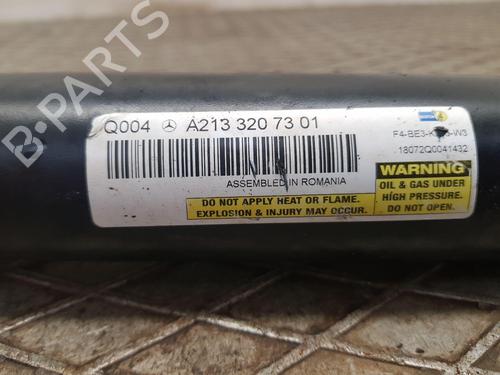 Q004 A213 320 73 01
18072Q0041432
ASSEMBLED IN ROMANIA
WARNING
OIL & GAS UNDER
HIGH PRESSURE.
DO NOT OPEN.
DO NOT APPLY HEAT OR FLAME.
EXPLOSION & INJURY MAY OCCUR.